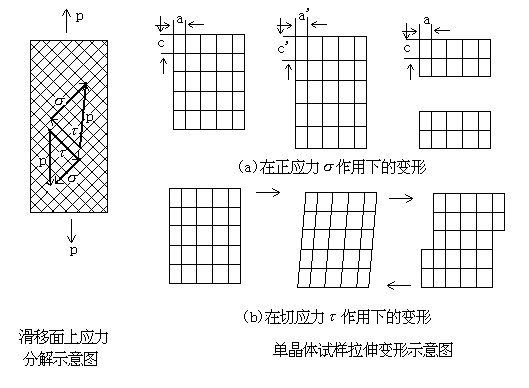 p
σ
p
τ
p
τ
σ
p
滑移面上应力
分解示意图
a
c
a'
c'
a
c
(a)在正应力σ作用下的变形
(b)在切应力τ作用下的变形
单晶体试样拉伸变形示意图